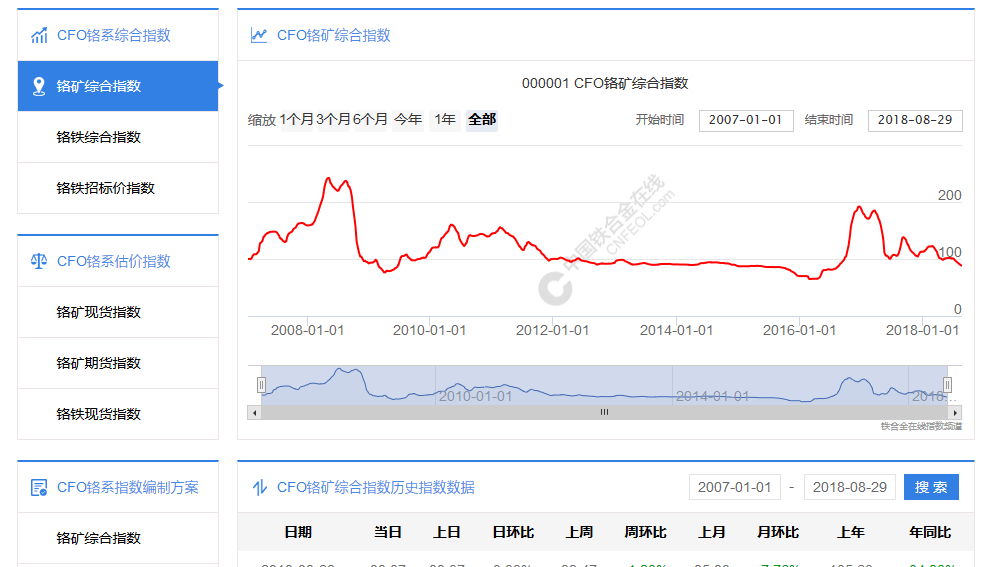 CFO铬系综合指数
铬矿综合指数
铬铁综合指数
铬铁招标价指数
CFO铬系估价指数
铬矿现货指数
铬矿期货指数
铬铁现货指数
CFO铬系指数编制方案
铬矿综合指数
CFO铬矿综合指数
000001 CFO铬矿综合指数
缩放 1个月 3个月 6个月 今年 1年 全部 开始时间 2007-01-01 结束时间 2018-08-29
中国铁合金在线
CNFEOL.com
200
100
0
2008-01-01 2010-01-01 2012-01-01 2014-01-01 2016-01-01 2018-01-01
2010-01-01 2014-01-01 2018…
铁合金在线指数频道
CFO铬矿综合指数历史指数数据 2007-01-01 - 2018-08-29 搜 索
日期 当日 上日 日环比 上周 周环比 上月 月环比 上年 年同比